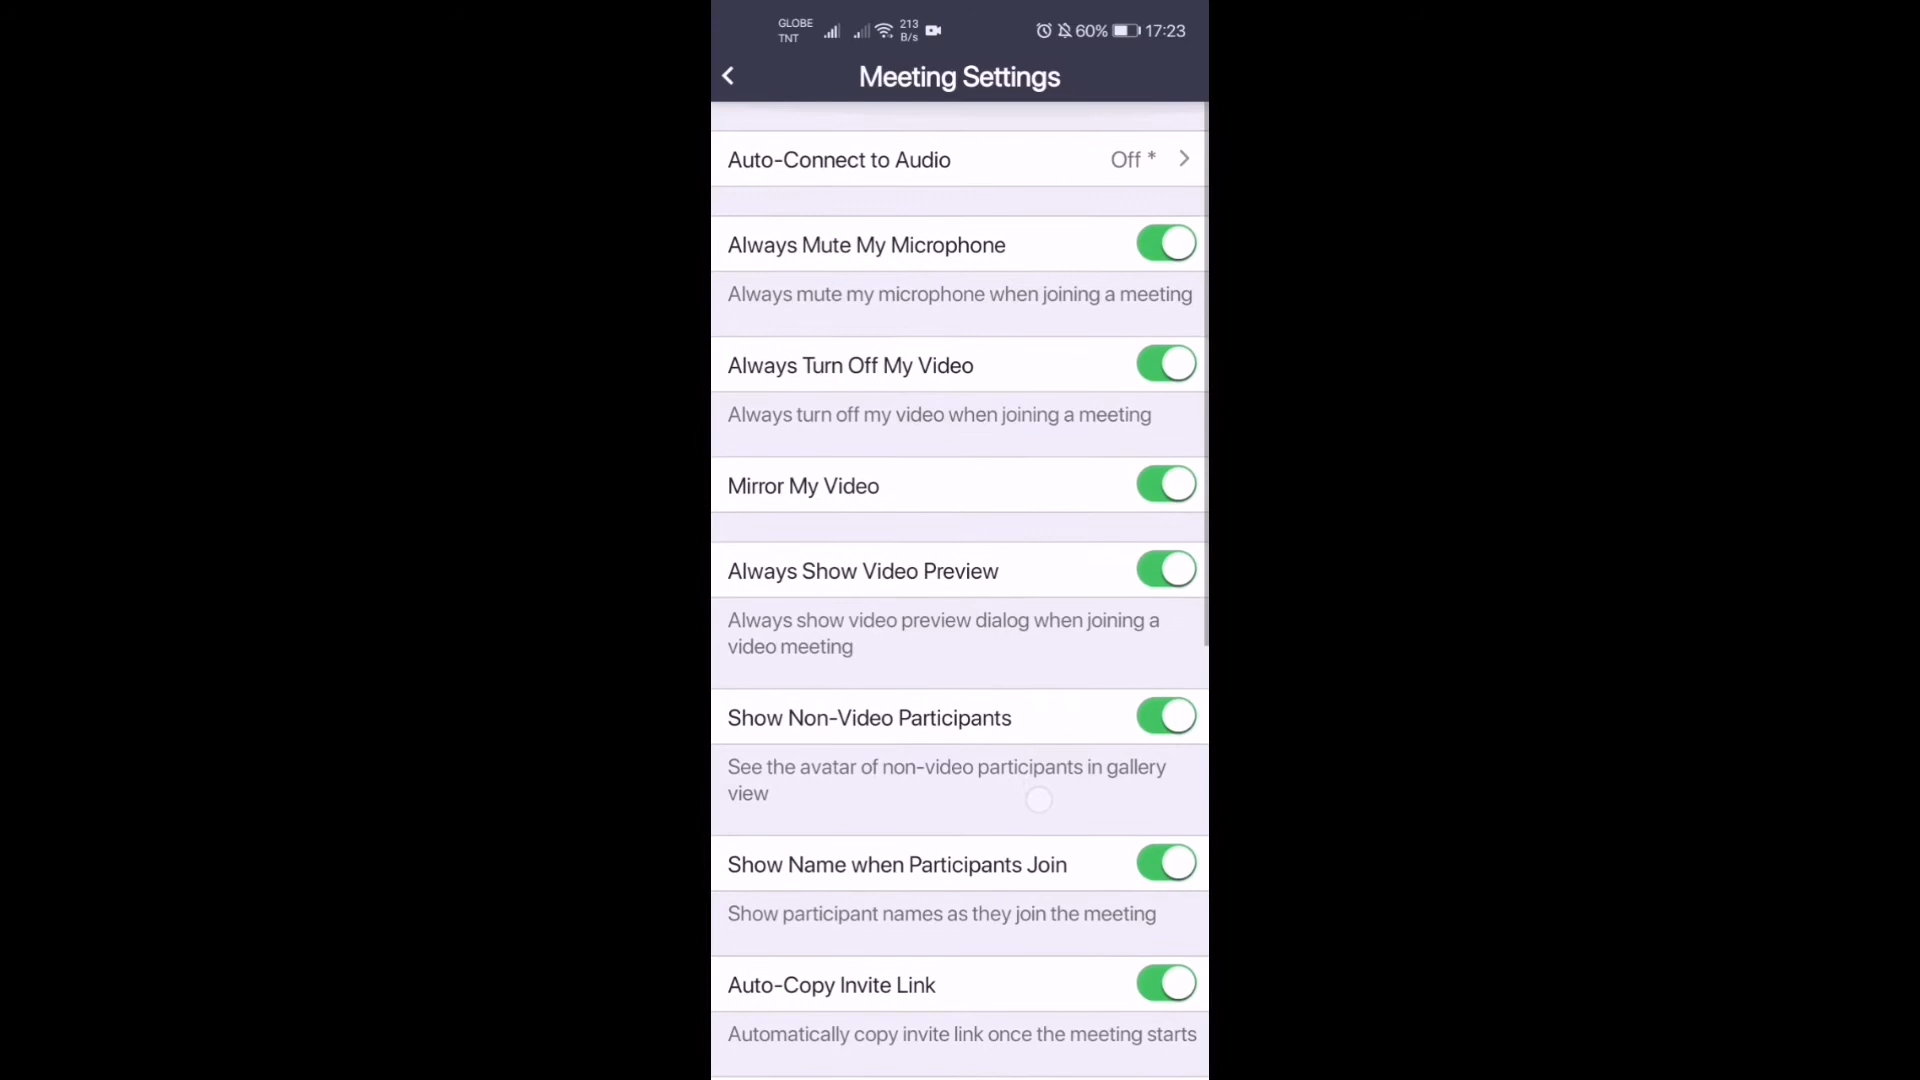 GLOBE
TNT
213
B/s
60%
17:23
Meeting Settings
Auto-Connect to Audio
Off *
Always Mute My Microphone
Always mute my microphone when joining a meeting
Always Turn Off My Video
Always turn off my video when joining a meeting
Mirror My Video
Always Show Video Preview
Always show video preview dialog when joining a
video meeting
Show Non-Video Participants
See the avatar of non-video participants in gallery
view
Show Name when Participants Join
Show participant names as they join the meeting
Auto-Copy Invite Link
Automatically copy invite link once the meeting starts